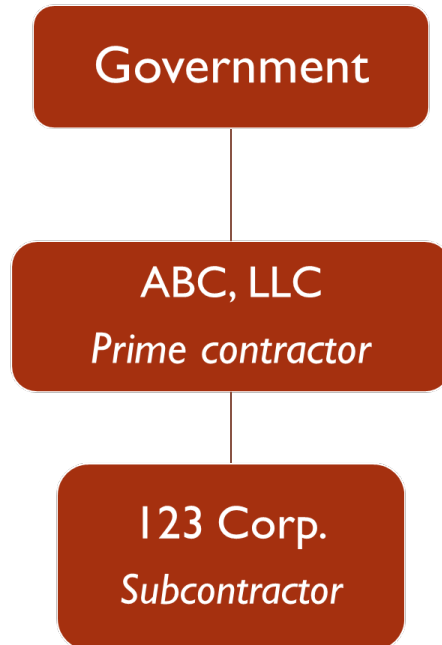 Government
ABC, LLC
Prime contractor
123 Corp.
Subcontractor